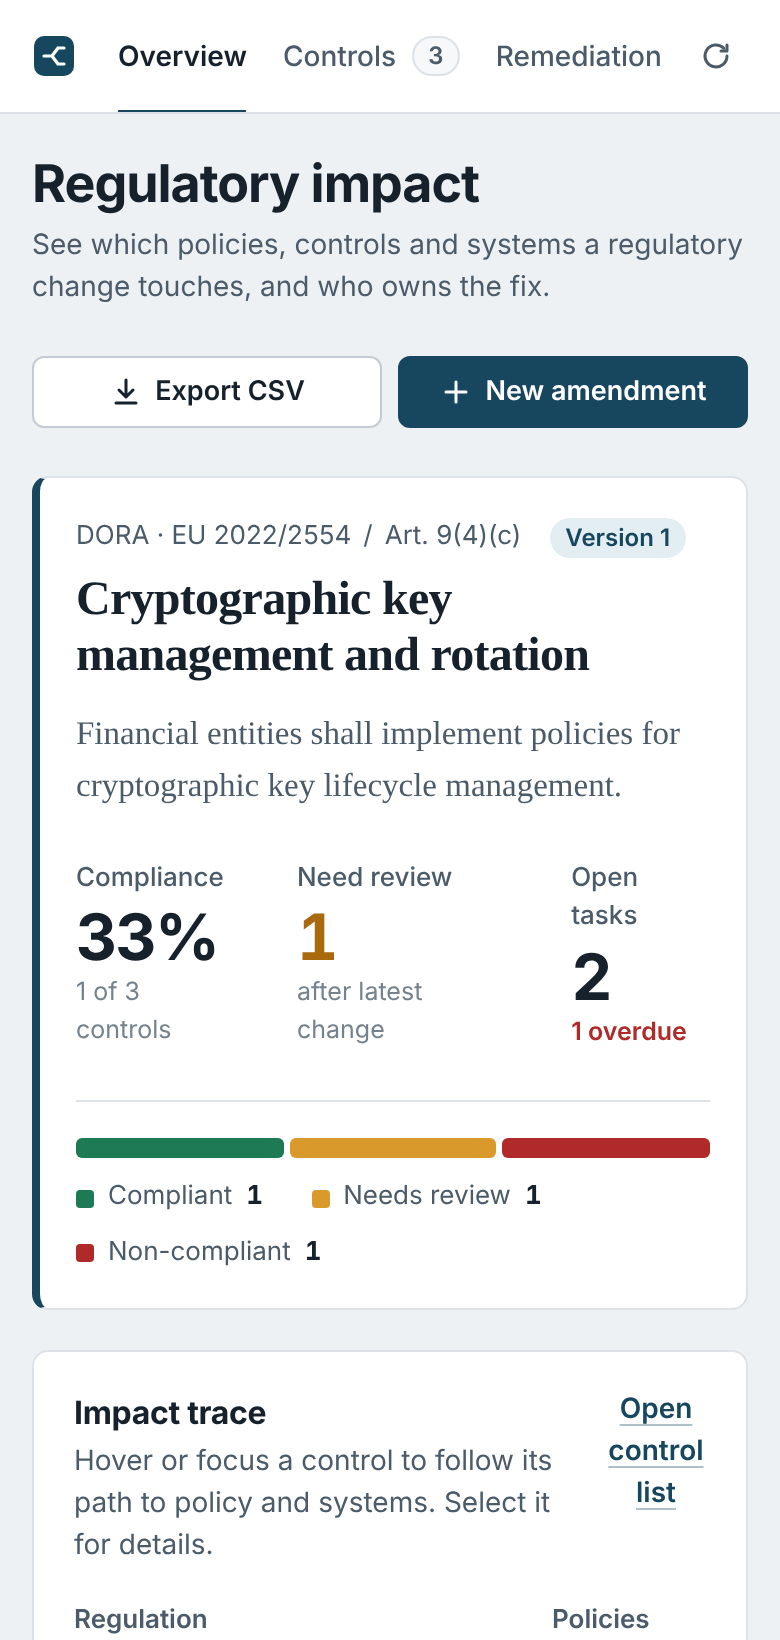 Overview Controls 3 Remediation
Regulatory impact
See which policies, controls and systems a regulatory
change touches, and who owns the fix.
Export CSV
New amendment
DORA · EU 2022/2554 / Art. 9(4)(c) Version 1
Cryptographic key
management and rotation
Financial entities shall implement policies for
cryptographic key lifecycle management.
Compliance
33%
1 of 3
controls
Need review
1
after latest
change
Open
tasks
2
1 overdue
Compliant 1 Needs review 1
Non-compliant 1
Impact trace
Hover or focus a control to follow its
path to policy and systems. Select it
for details.
Open
control
list
Regulation Policies